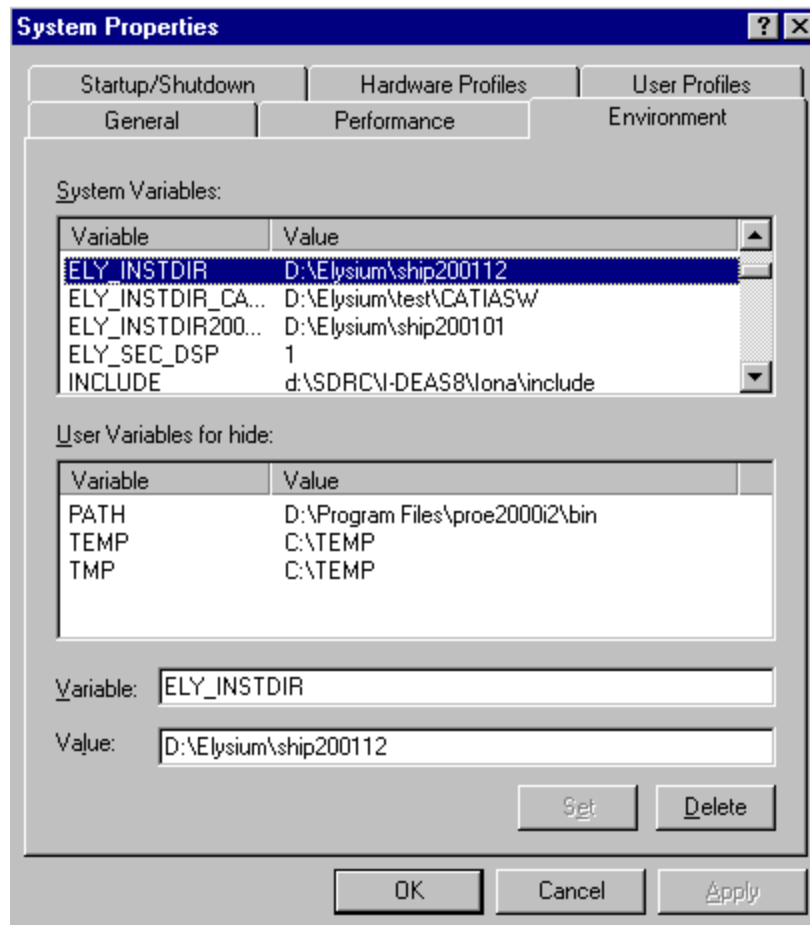 System Properties
Startup/Shutdown Hardware Profiles User Profiles
General Performance Environment
System Variables:
Variable Value
ELY_INSTDIR D:\Elysium\ship200112
ELY_INSTDIR_CA... D:\Elysium\test\CATIASW
ELY_INSTDIR200... D:\Elysium\ship200101
ELY_SEC_DSP 1
INCLUDE d:\SDRC\I-DEAS8\Iona\include
User Variables for hide:
Variable Value
PATH D:\Program Files\proe2000i2\bin
TEMP C:\TEMP
TMP C:\TEMP
Variable: ELY_INSTDIR
Value: D:\Elysium\ship200112
Set Delete
OK Cancel Apply